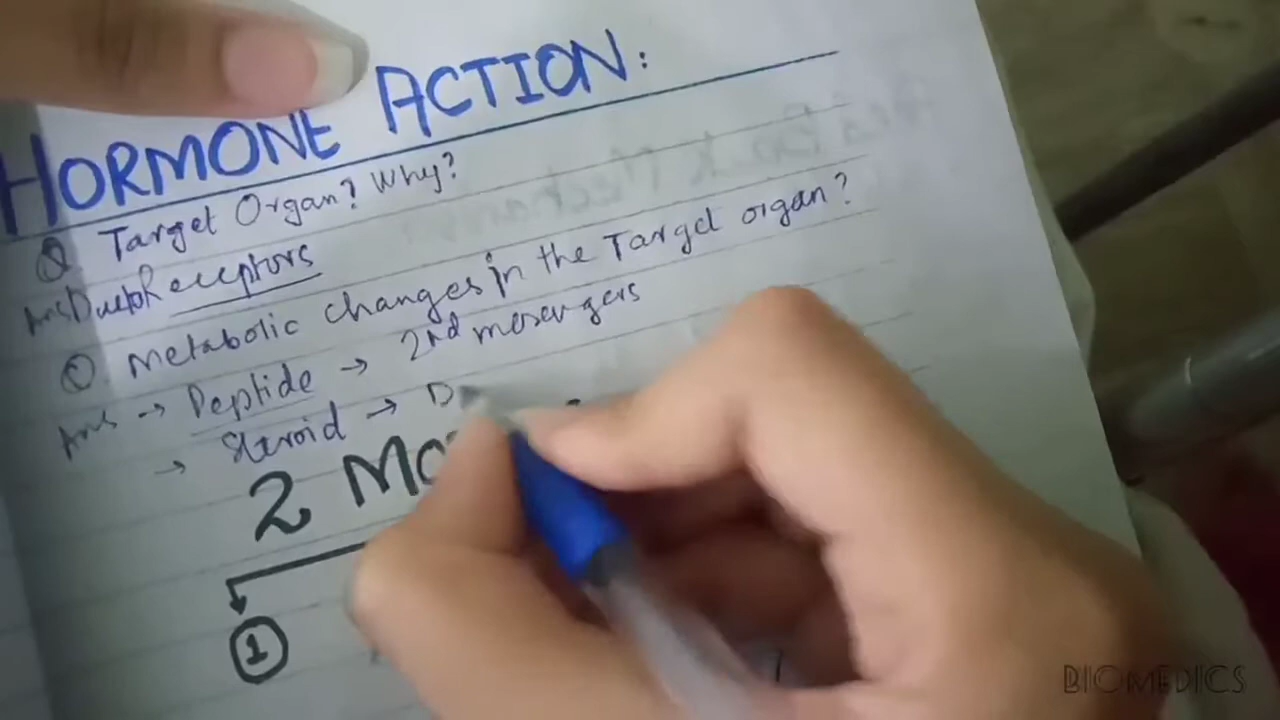 HORMONE ACTION:
Q Target Organ? Why?
Ans Due to Receptors
Q Metabolic changes in the Target organ?
Ans → Peptide → 2nd messengers
→ Steroid → D
2 Mo
1
BIOMEDICS